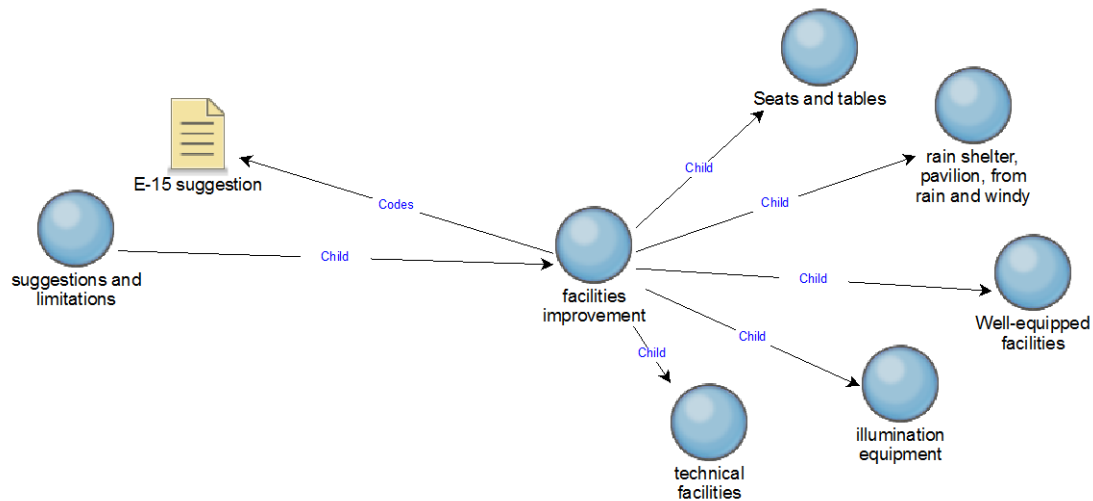 Seats and tables
Child
rain shelter,
pavilion, from
rain and windy
Child
E-15 suggestion
Codes
suggestions and
limitations
Child
facilities
improvement
Child
Well-equipped
facilities
Child
illumination
equipment
Child
technical
facilities